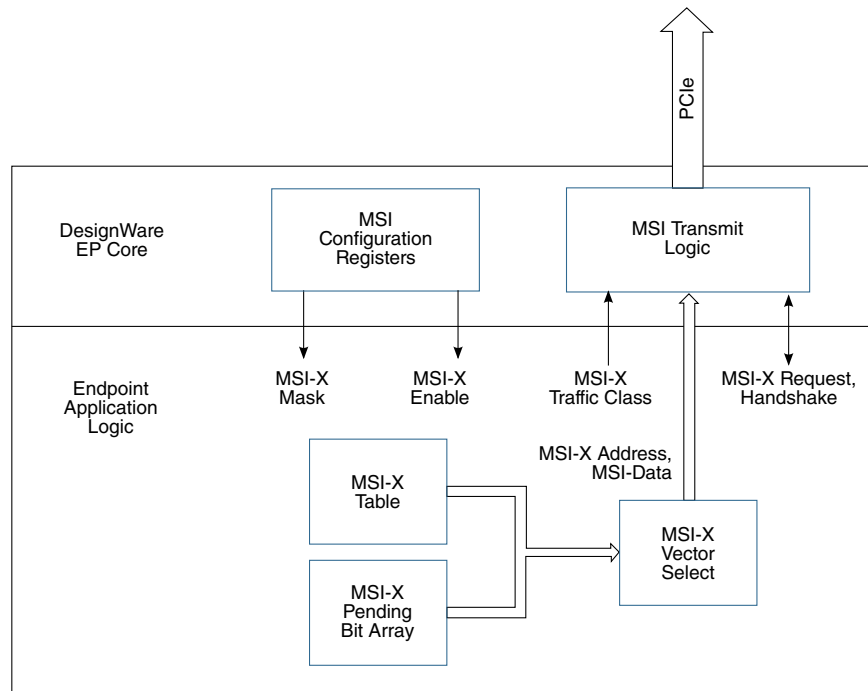 PCIe
DesignWare
EP Core
MSI
Configuration
Registers
MSI Transmit
Logic
Endpoint
Application
Logic
MSI-X
Mask
MSI-X
Enable
MSI-X
Traffic Class
MSI-X Request,
Handshake
MSI-X Address,
MSI-Data
MSI-X
Table
MSI-X
Vector
Select
MSI-X
Pending
Bit Array